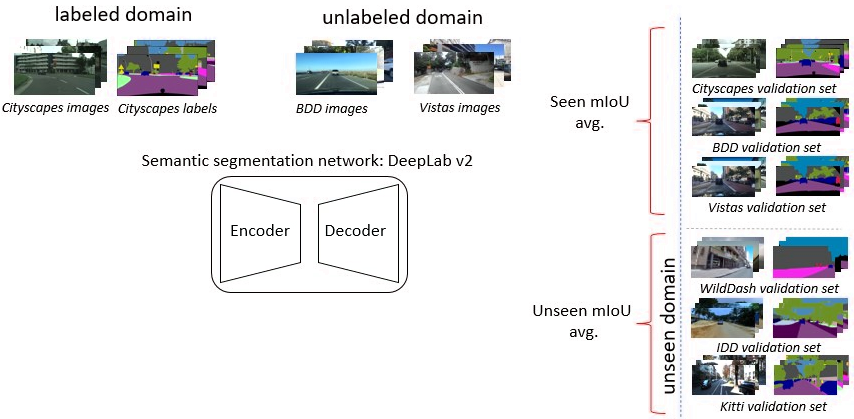 labeled domain
unlabeled domain
Cityscapes images
Cityscapes labels
BDD images
Vistas images
Semantic segmentation network: DeepLab v2
Encoder
Decoder
Seen mIoU
avg.
Cityscapes validation set
BDD validation set
Vistas validation set
Unseen mIoU
avg.
unseen domain
WildDash validation set
IDD validation set
Kitti validation set